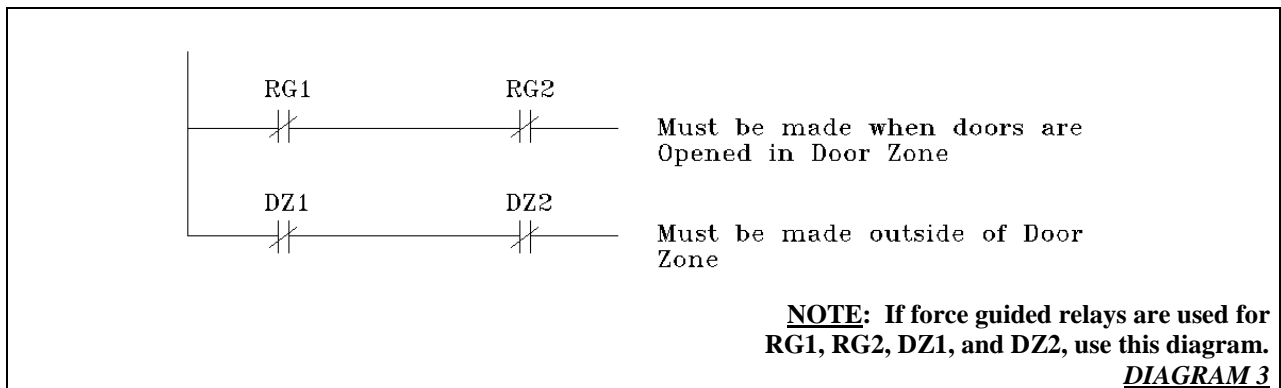 RG1 RG2
Must be made when doors are
Opened in Door Zone
DZ1 DZ2
Must be made outside of Door
Zone
NOTE: If force guided relays are used for
RG1, RG2, DZ1, and DZ2, use this diagram.
DIAGRAM 3